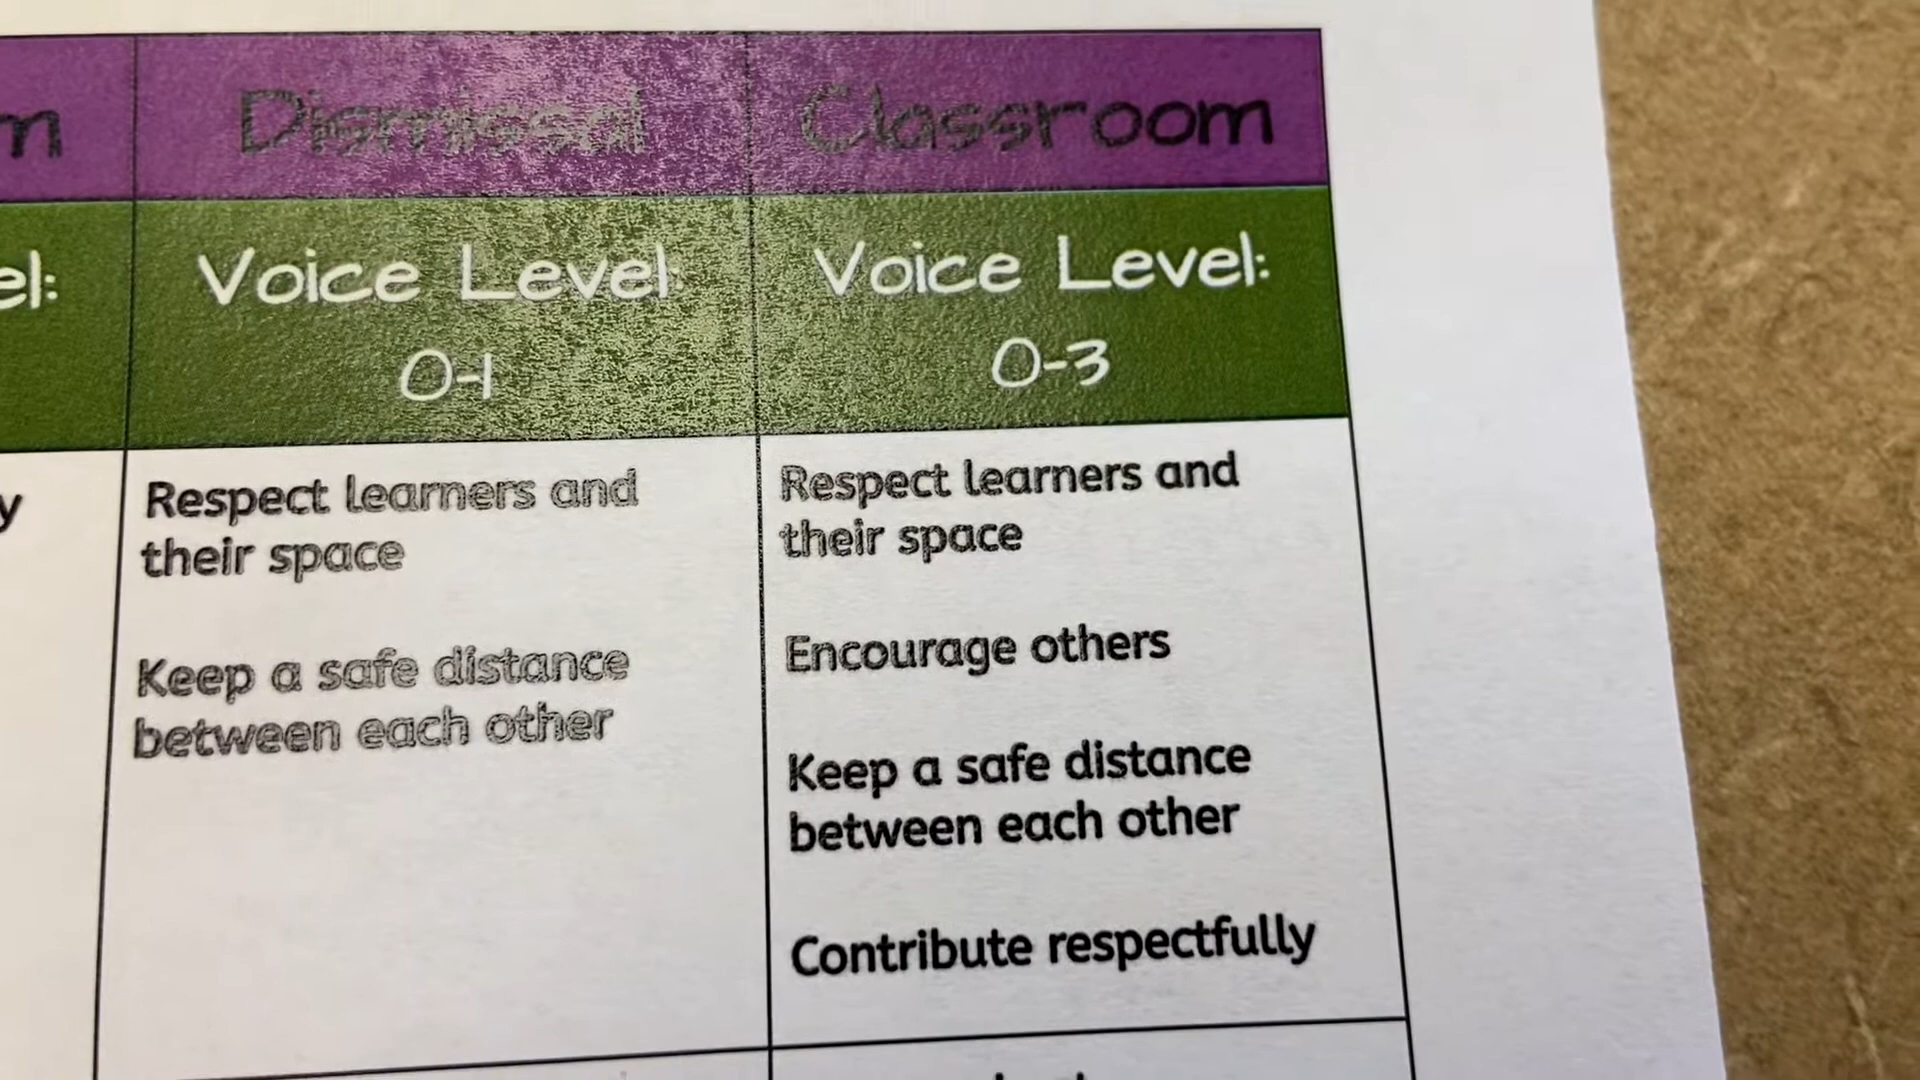 Dismissal
Classroom
el:
Voice Level:
0-1
Voice Level:
0-3
y
Respect learners and
their space
Keep a safe distance
between each other
Respect learners and
their space
Encourage others
Keep a safe distance
between each other
Contribute respectfully